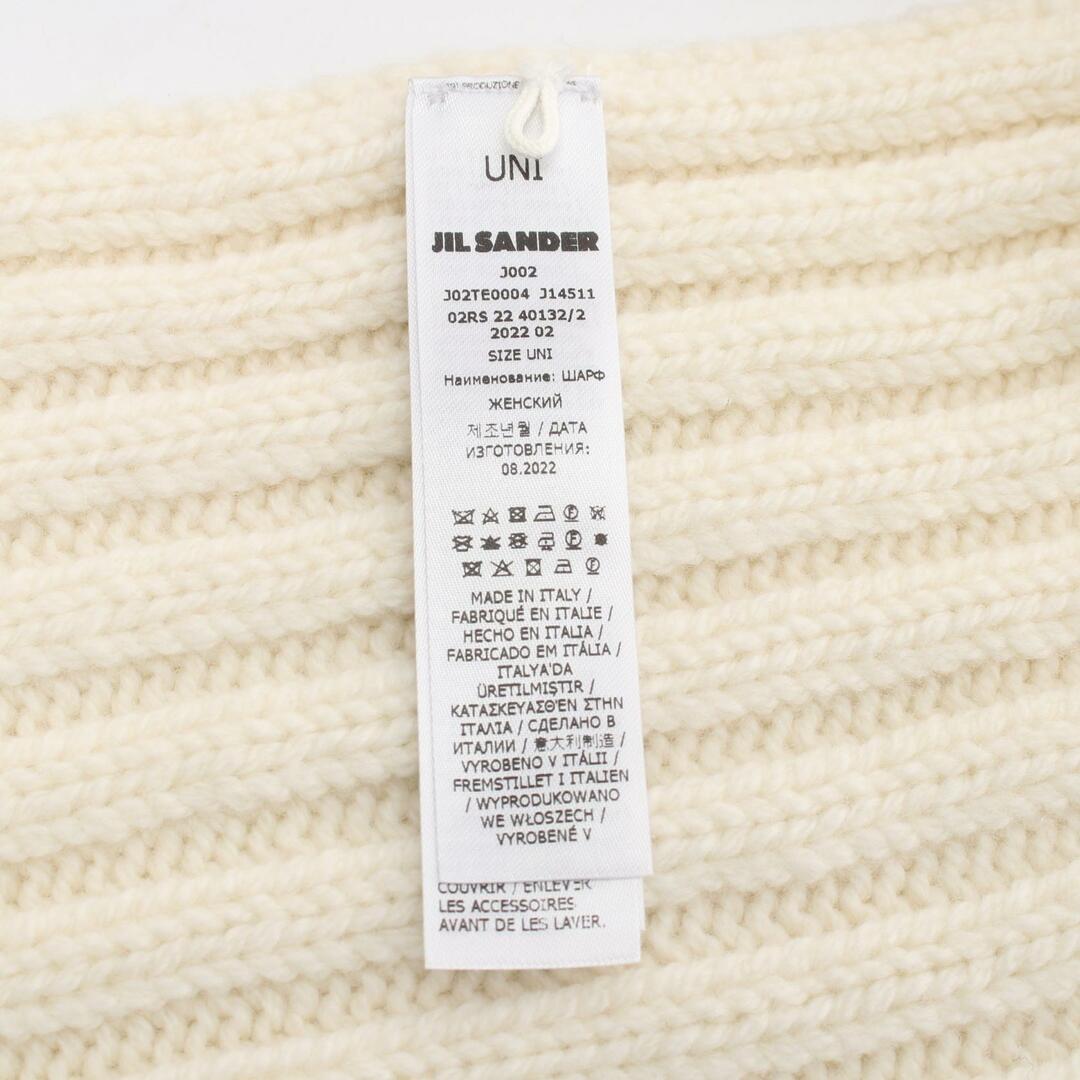 PRODUZIONE
UNI
JIL SANDER
J002
J02TE0004 J14511
02RS 22 40132/2
2022 02
SIZE UNI
Наименование: ШАРФ
ЖЕНСКИЙ
제조년월 / ДАТА
ИЗГОТОВЛЕНИЯ:
08.2022
MADE IN ITALY /
FABRIQUÉ EN ITALIE /
HECHO EN ITALIA /
FABRICADO EM ITÁLIA /
ITALYA'DA
ÜRETILMIŞTIR /
ΚΑΤΑΣΚΕΥΑΣΘΈΝ ΣΤΗΝ
ΙΤΑΛΙΑ / СДЕЛАНО В
ИТАЛИИ / 意大利制造 /
VYROBENO V ITÁLII /
FREMSTILLET I ITALIEN
/ WYPRODUKOWANO
WE WŁOSZECH /
VYROBENÉ V
COUVRIR / ENLEVER
LES ACCESSOIRES
AVANT DE LES LAVER.